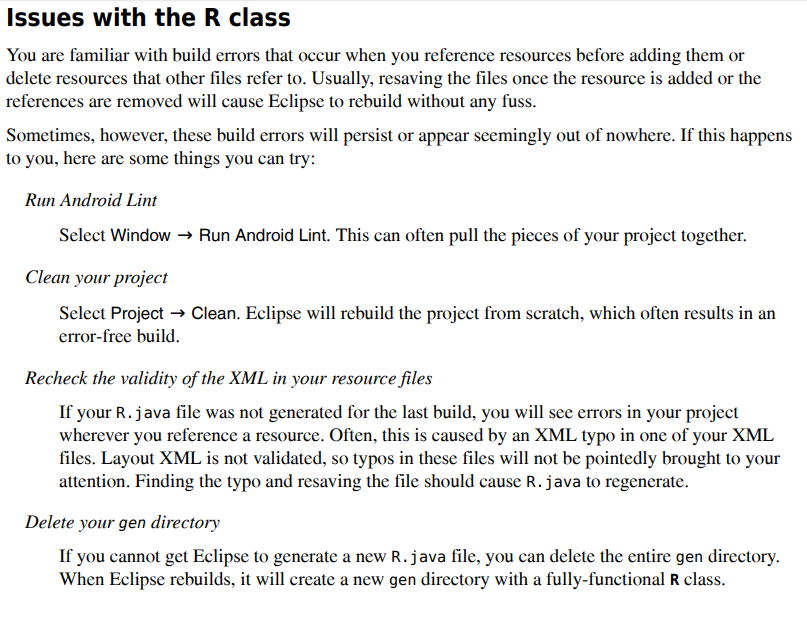 Issues with the R class
You are familiar with build errors that occur when you reference resources before adding them or
delete resources that other files refer to. Usually, resaving the files once the resource is added or the
references are removed will cause Eclipse to rebuild without any fuss.
Sometimes, however, these build errors will persist or appear seemingly out of nowhere. If this happens
to you, here are some things you can try:
Run Android Lint
Select Window → Run Android Lint. This can often pull the pieces of your project together.
Clean your project
Select Project → Clean. Eclipse will rebuild the project from scratch, which often results in an
error-free build.
Recheck the validity of the XML in your resource files
If your R.java file was not generated for the last build, you will see errors in your project
wherever you reference a resource. Often, this is caused by an XML typo in one of your XML
files. Layout XML is not validated, so typos in these files will not be pointedly brought to your
attention. Finding the typo and resaving the file should cause R.java to regenerate.
Delete your gen directory
If you cannot get Eclipse to generate a new R.java file, you can delete the entire gen directory.
When Eclipse rebuilds, it will create a new gen directory with a fully-functional R class.